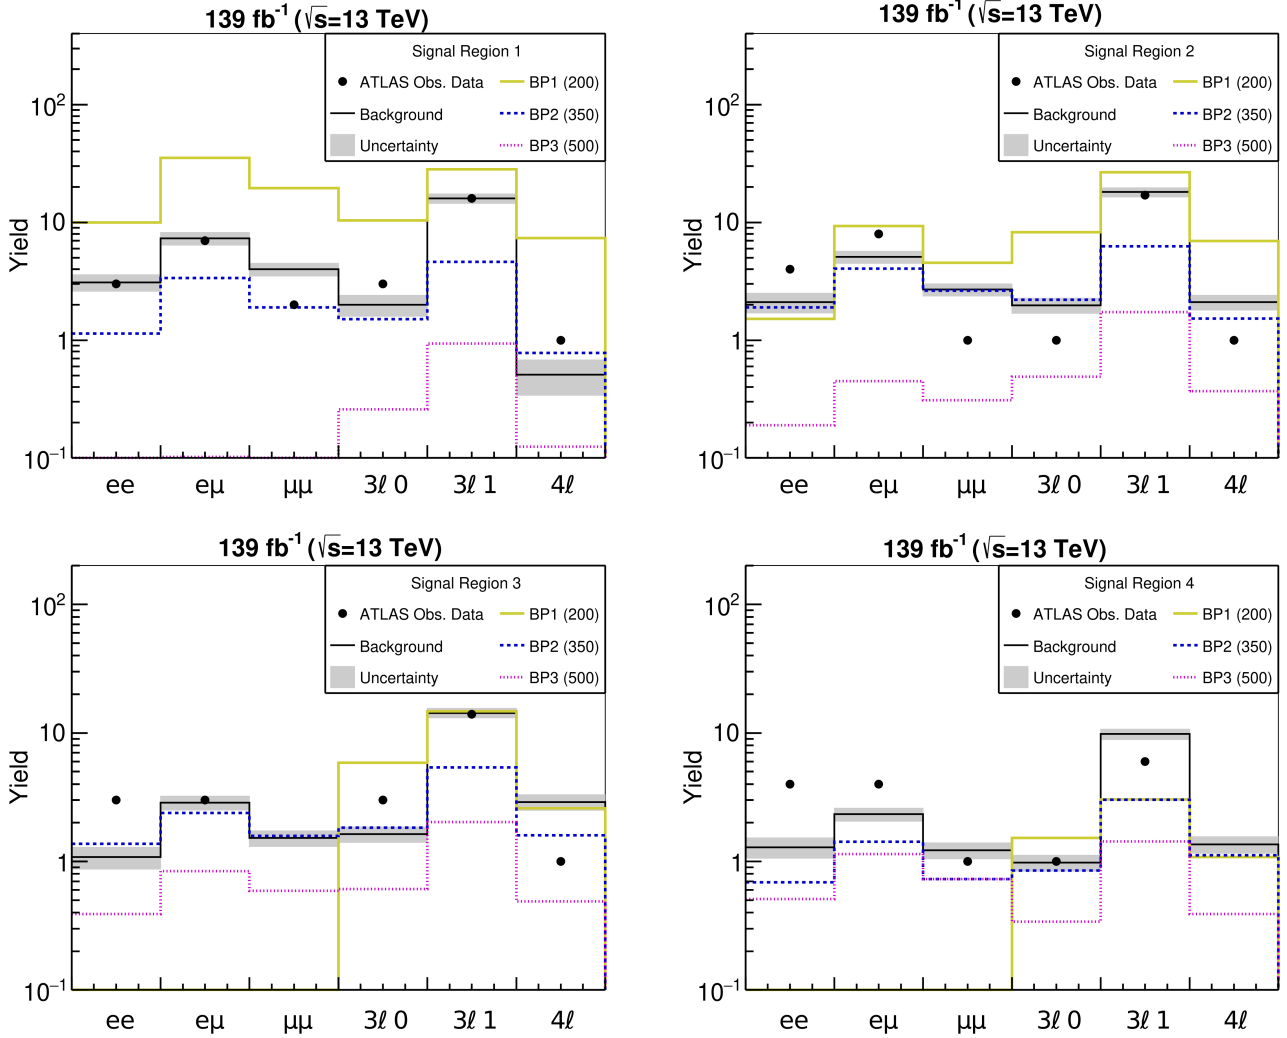 139 fb⁻¹ (√s=13 TeV)
Signal Region 1
ATLAS Obs. Data
BP1 (200)
Background
BP2 (350)
Uncertainty
BP3 (500)
Yield
10²
10
1
10⁻¹
ee
eμ
μμ
3ℓ 0
3ℓ 1
4ℓ
139 fb⁻¹ (√s=13 TeV)
Signal Region 2
ATLAS Obs. Data
BP1 (200)
Background
BP2 (350)
Uncertainty
BP3 (500)
Yield
10²
10
1
10⁻¹
ee
eμ
μμ
3ℓ 0
3ℓ 1
4ℓ
139 fb⁻¹ (√s=13 TeV)
Signal Region 3
ATLAS Obs. Data
BP1 (200)
Background
BP2 (350)
Uncertainty
BP3 (500)
Yield
10²
10
1
10⁻¹
ee
eμ
μμ
3ℓ 0
3ℓ 1
4ℓ
139 fb⁻¹ (√s=13 TeV)
Signal Region 4
ATLAS Obs. Data
BP1 (200)
Background
BP2 (350)
Uncertainty
BP3 (500)
Yield
10²
10
1
10⁻¹
ee
eμ
μμ
3ℓ 0
3ℓ 1
4ℓ